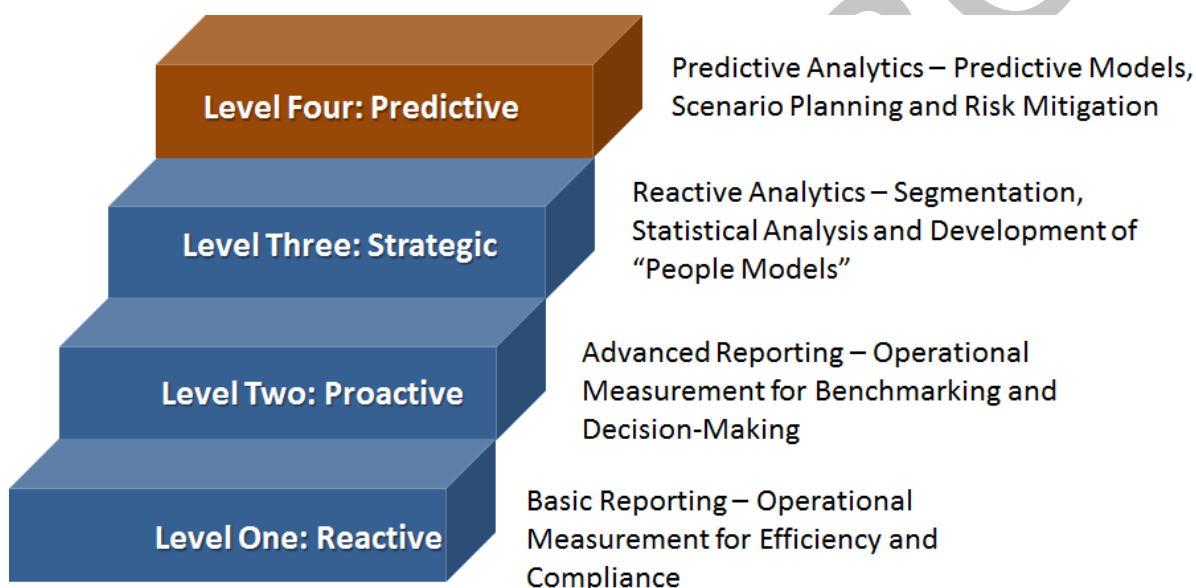 Level Four: Predictive
Predictive Analytics – Predictive Models,
Scenario Planning and Risk Mitigation
Level Three: Strategic
Reactive Analytics – Segmentation,
Statistical Analysis and Development of
“People Models”
Level Two: Proactive
Advanced Reporting – Operational
Measurement for Benchmarking and
Decision-Making
Level One: Reactive
Basic Reporting – Operational
Measurement for Efficiency and
Compliance